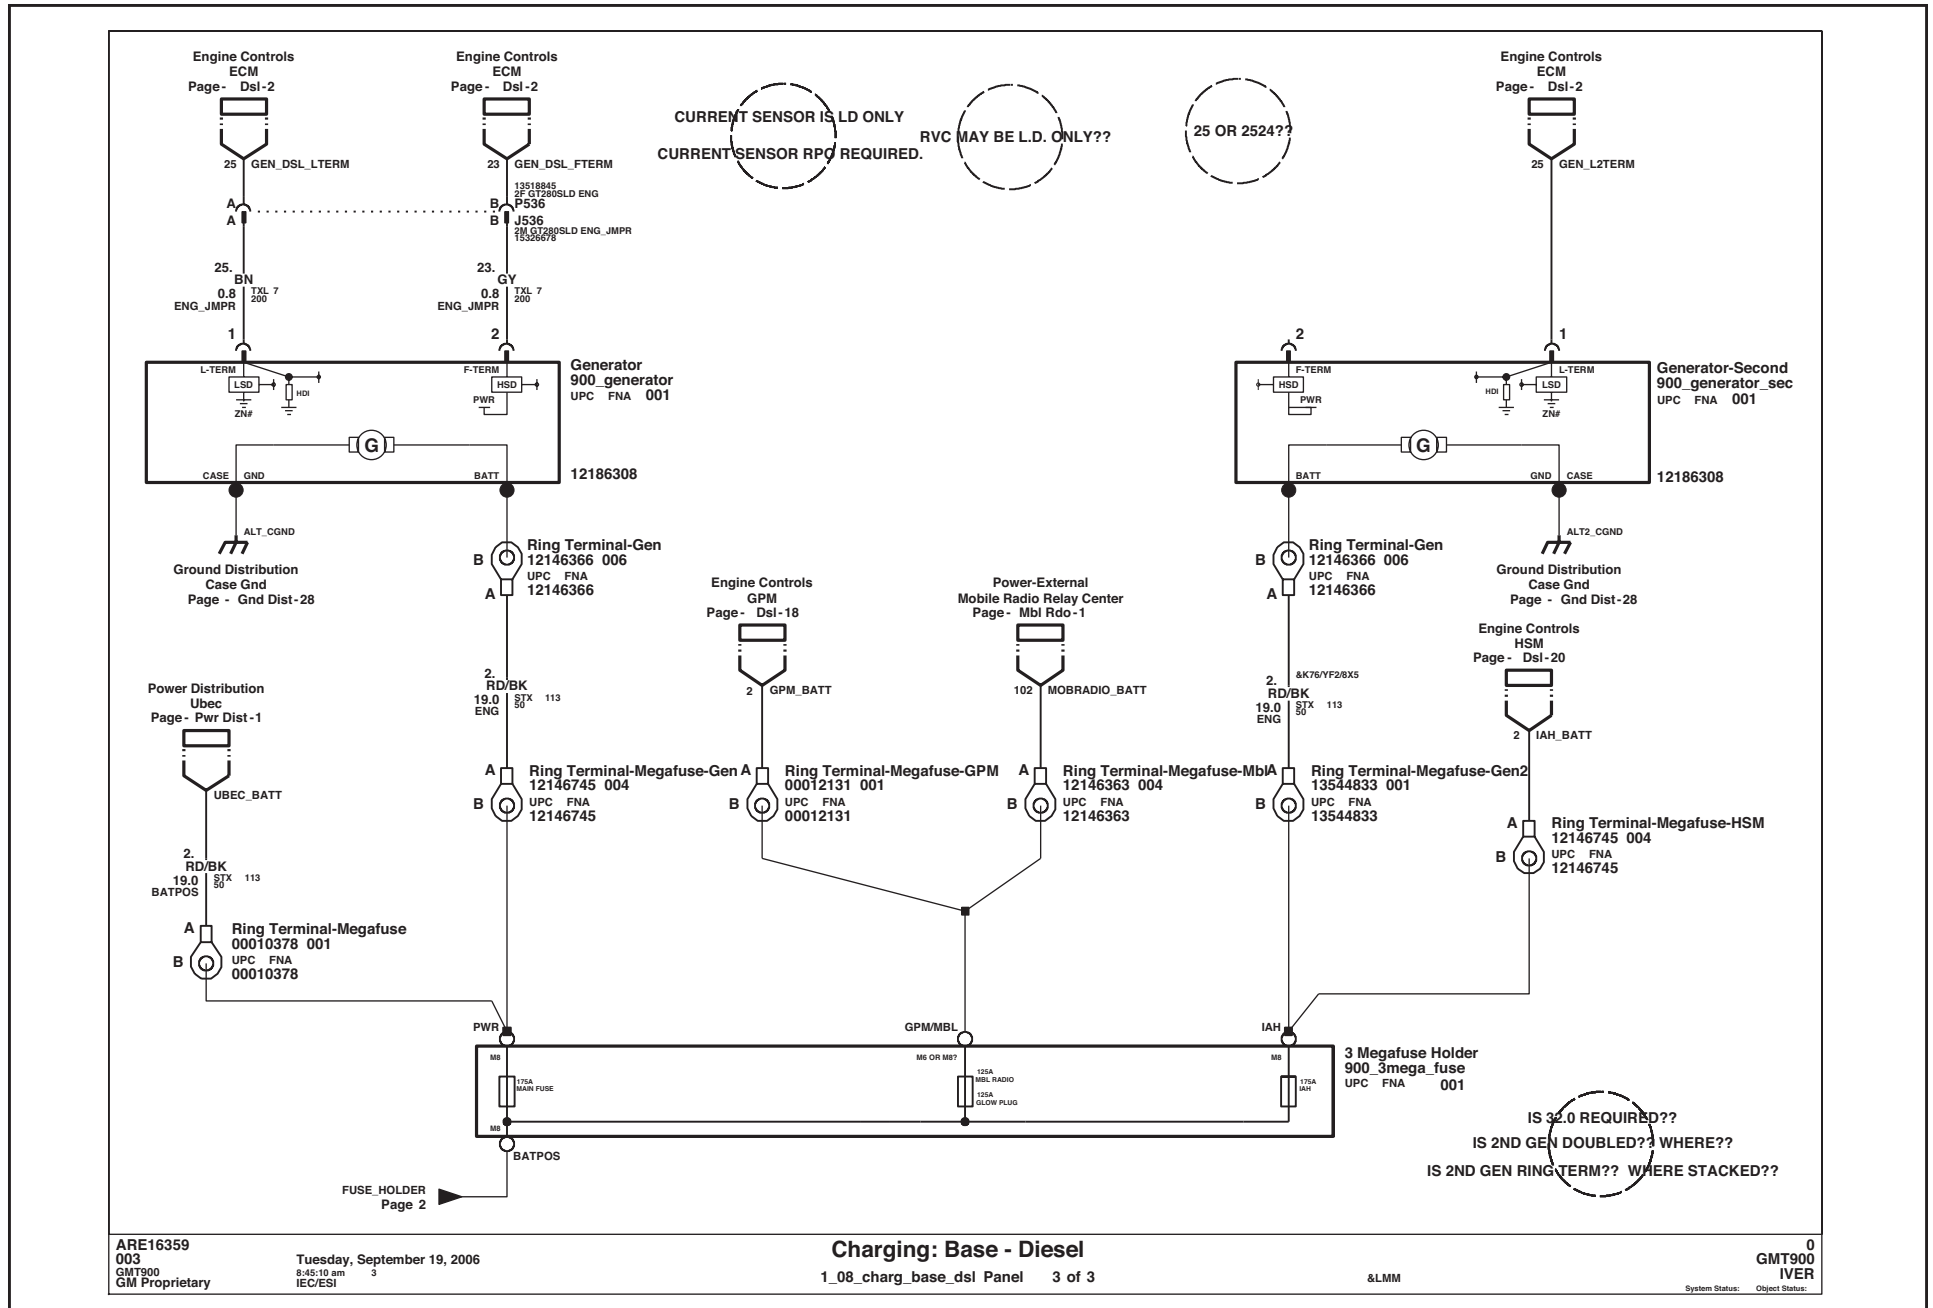 Engine Controls
ECM
Page- Dsl-2
25 GEN_DSL_LTERM
Engine Controls
ECM
Page- Dsl-2
23 GEN_DSL_FTERM
13518845
2F GT280SLD ENG
A
B P536
A
B J536
2M GT280SLD ENG_JMPR
15326678
CURRENT SENSOR IS LD ONLY
CURRENT SENSOR RPO REQUIRED.
RVC MAY BE L.D. ONLY??
25 OR 2524??
Engine Controls
ECM
Page- Dsl-2
25 GEN_L2TERM
25.
BN
0.8 TXL 7
200
ENG_JMPR
1
23.
GY
0.8 TXL 7
200
ENG_JMPR
2
L-TERM
LSD
HDI
ZN#
F-TERM
HSD
PWR
G
CASE GND
BATT
Generator
900_generator
UPC FNA 001
12186308
2
1
F-TERM
HSD
PWR
L-TERM
HDI
LSD
ZN#
G
BATT
GND CASE
Generator-Second
900_generator_sec
UPC FNA 001
12186308
ALT_CGND
Ground Distribution
Case Gnd
Page - Gnd Dist-28
B
A
Ring Terminal-Gen
12146366 006
UPC FNA
12146366
Engine Controls
GPM
Page- Dsl-18
2 GPM_BATT
Power-External
Mobile Radio Relay Center
Page- Mbl Rdo-1
102 MOBRADIO_BATT
B
A
Ring Terminal-Gen
12146366 006
UPC FNA
12146366
ALT2_CGND
Ground Distribution
Case Gnd
Page - Gnd Dist-28
Engine Controls
HSM
Page- Dsl-20
2 IAH_BATT
Power Distribution
Ubec
Page- Pwr Dist-1
UBEC_BATT
2.
RD/BK
19.0 STX 113
50
ENG
&K76/YF2/8X5
2.
RD/BK
19.0 STX 113
50
ENG
A
B
Ring Terminal-Megafuse-Gen
12146745 004
UPC FNA
12146745
A
B
Ring Terminal-Megafuse-GPM
00012131 001
UPC FNA
00012131
A
B
Ring Terminal-Megafuse-Mbl
12146363 004
UPC FNA
12146363
A
B
Ring Terminal-Megafuse-Gen2
13544833 001
UPC FNA
13544833
A
B
Ring Terminal-Megafuse-HSM
12146745 004
UPC FNA
12146745
2.
RD/BK
19.0 STX 113
50
BATPOS
A
B
Ring Terminal-Megafuse
00010378 001
UPC FNA
00010378
PWR
GPM/MBL
IAH
M8
M6 OR M8?
M8
175A
MAIN FUSE
125A
MBL RADIO
125A
GLOW PLUG
175A
IAH
M8
BATPOS
3 Megafuse Holder
900_3mega_fuse
UPC FNA 001
FUSE_HOLDER
Page 2
IS 32.0 REQUIRED??
IS 2ND GEN DOUBLED?? WHERE??
IS 2ND GEN RING TERM?? WHERE STACKED??
ARE16359
003
GMT900
GM Proprietary
Tuesday, September 19, 2006
8:45:10 am 3
IEC/ESI
Charging: Base - Diesel
1_08_charg_base_dsl Panel 3 of 3
&LMM
0
GMT900
IVER
System Status: Object Status: